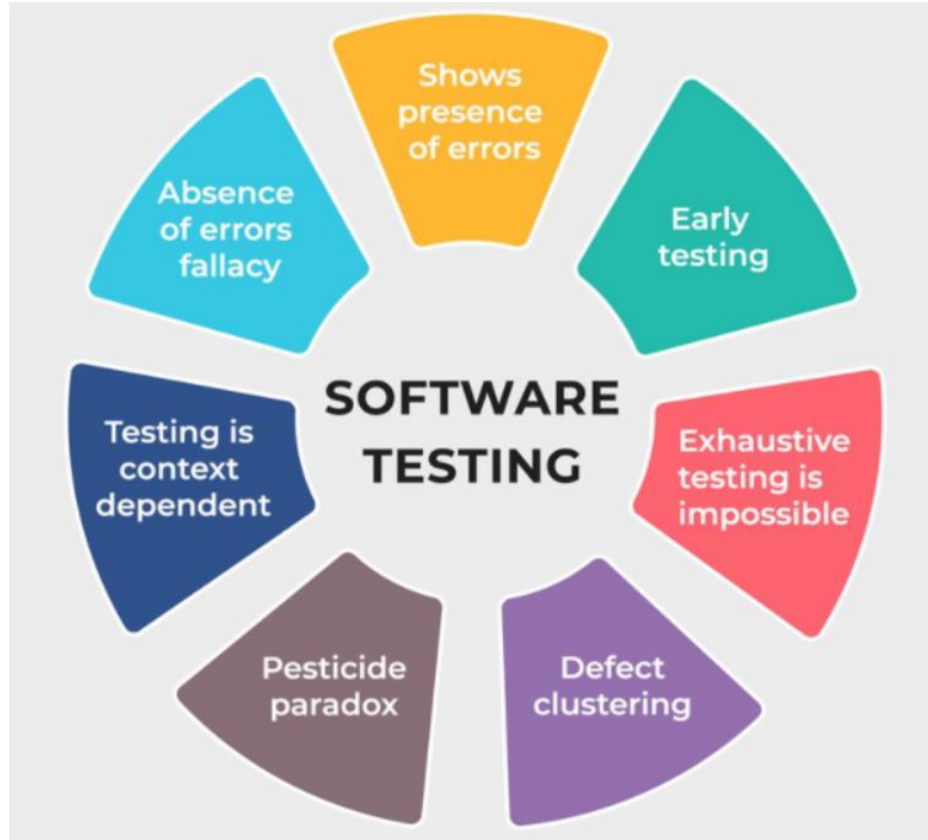 Shows
presence
of errors
Early
testing
Exhaustive
testing is
impossible
Defect
clustering
Pesticide
paradox
Testing is
context
dependent
Absence
of errors
fallacy
SOFTWARE
TESTING